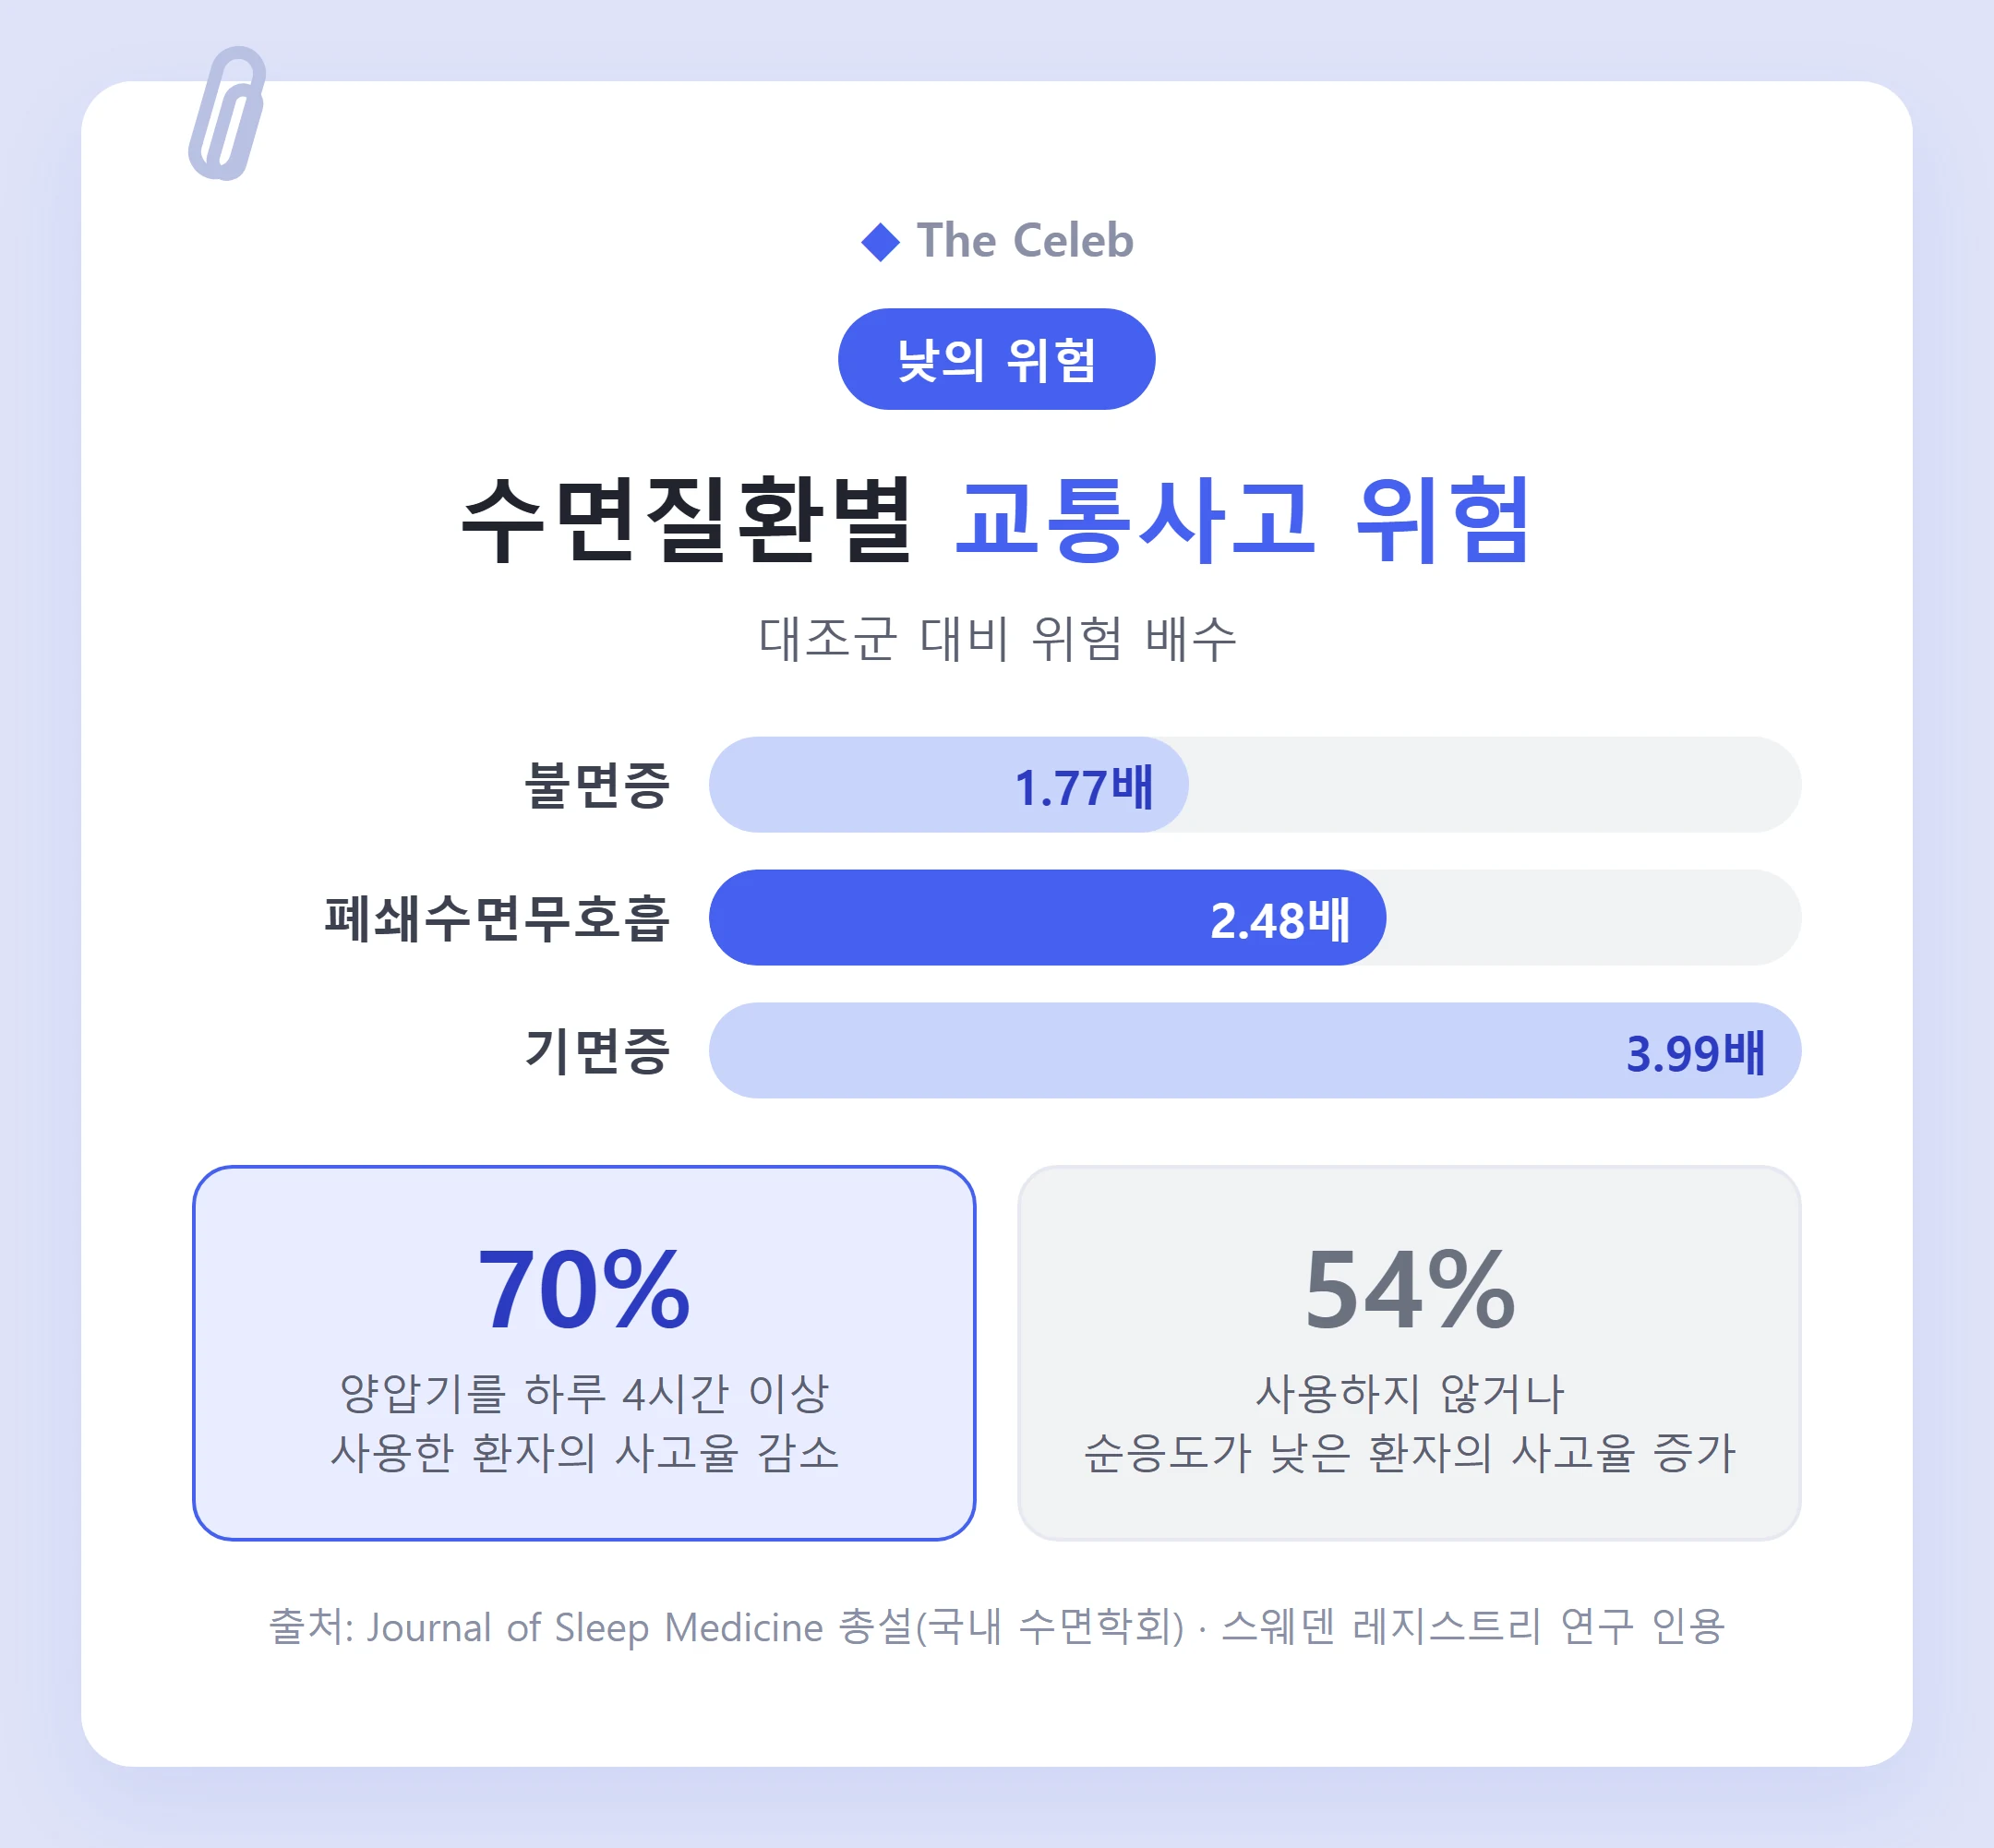 The Celeb
낮의 위험
수면질환별 교통사고 위험
대조군 대비 위험 배수
불면증 1.77배
폐쇄수면무호흡 2.48배
기면증 3.99배
70%
양압기를 하루 4시간 이상
사용한 환자의 사고율 감소
54%
사용하지 않거나
순응도가 낮은 환자의 사고율 증가
출처: Journal of Sleep Medicine 총설(국내 수면학회) · 스웨덴 레지스트리 연구 인용